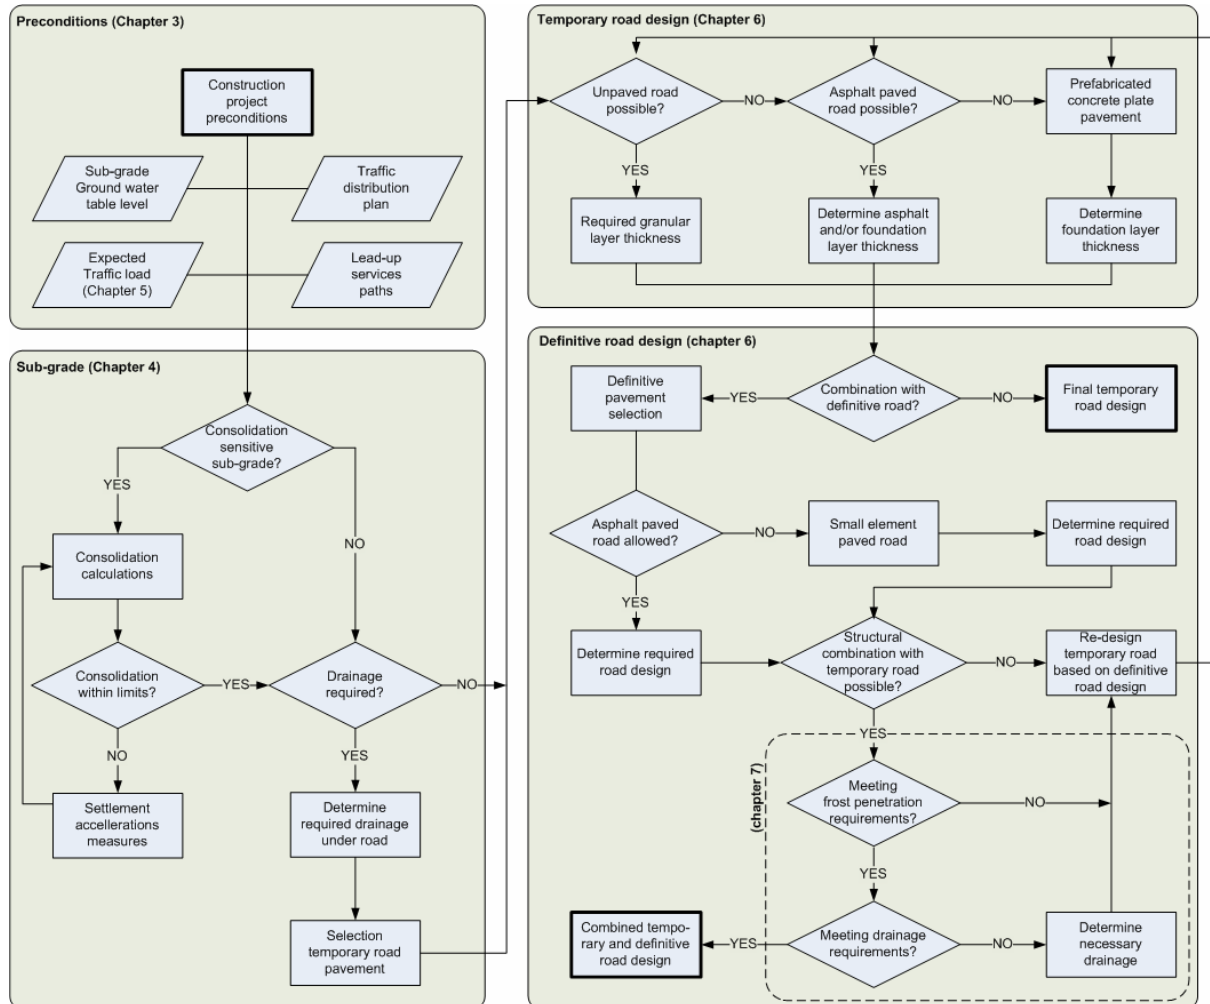 Preconditions (Chapter 3)
Construction
project
preconditions
Sub-grade
Ground water
table level
Traffic
distribution
plan
Expected
Traffic load
(Chapter 5)
Lead-up
services
paths
Sub-grade (Chapter 4)
Consolidation
sensitive
sub-grade?
YES
NO
Consolidation
calculations
Consolidation
within limits?
YES
Drainage
required?
NO
NO
YES
Settlement
accellerations
measures
Determine
required drainage
under road
Selection
temporary road
pavement
Temporary road design (Chapter 6)
Unpaved road
possible?
NO
Asphalt paved
road possible?
NO
Prefabricated
concrete plate
pavement
YES
YES
Required granular
layer thickness
Determine asphalt
and/or foundation
layer thickness
Determine
foundation layer
thickness
Definitive road design (chapter 6)
Definitive
pavement
selection
YES
Combination with
definitive road?
NO
Final temporary
road design
Asphalt paved
road allowed?
NO
Small element
paved road
Determine required
road design
YES
Determine required
road design
Structural
combination with
temporary road
possible?
NO
Re-design
temporary road
based on definitive
road design
YES
(chapter 7)
Meeting
frost penetration
requirements?
NO
YES
Combined tempo-
rary and definitive
road design
YES
Meeting drainage
requirements?
NO
Determine
necessary
drainage